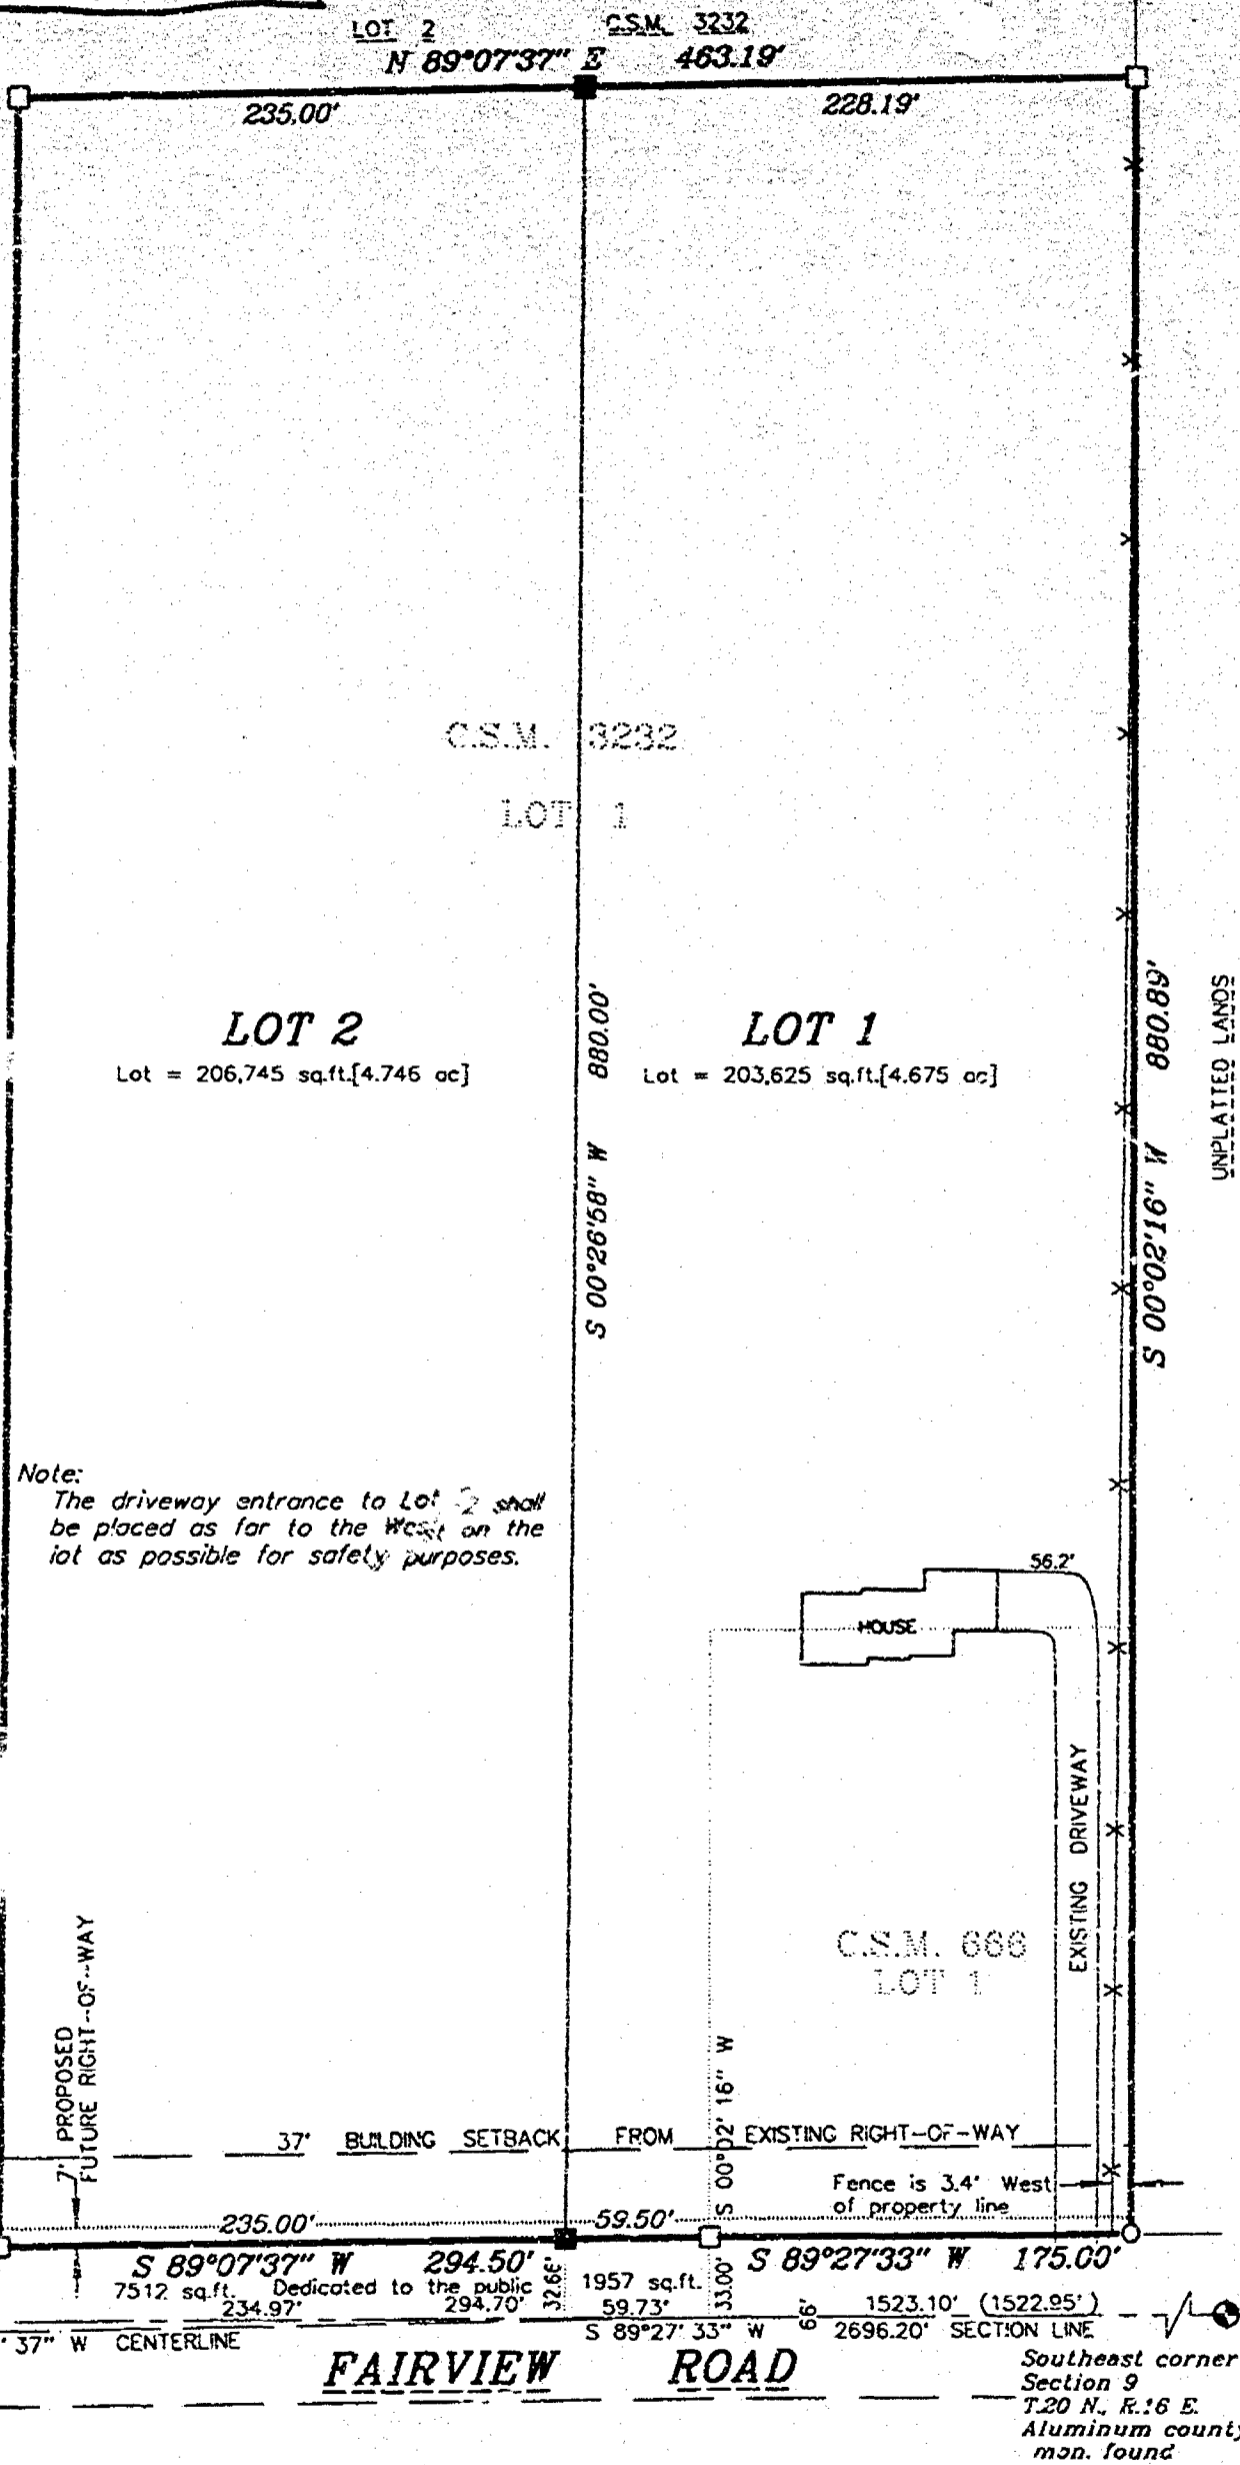 LOT 2 C.S.M. 3232
N 89°07'37" E 463.19'
235.00' 228.19'
C.S.M. 3232
LOT 1
LOT 2
Lot = 206,745 sq.ft.[4.746 ac]
S 00°26'58" W 880.00'
LOT 1
Lot = 203,625 sq.ft.[4.675 ac]
S 00°02'16" W 880.89'
UNPLATTED LANDS
Note:
The driveway entrance to Lot 2 shall
be placed as far to the West on the
lot as possible for safety purposes.
56.2'
HOUSE
EXISTING DRIVEWAY
C.S.M. 666
LOT 1
7' PROPOSED
FUTURE RIGHT-OF-WAY
S 00°02'16" W
37' BUILDING SETBACK FROM EXISTING RIGHT-OF-WAY
Fence is 3.4' West
of property line
235.00' 59.50'
S 89°07'37" W 294.50' S 89°27'33" W 175.00'
7512 sq.ft. Dedicated to the public 32.66' 1957 sq.ft. 33.00'
234.97' 294.70' 59.73' 66' 1523.10' (1522.95')
' 37" W CENTERLINE S 89°27'33" W 2696.20' SECTION LINE
FAIRVIEW ROAD
Southeast corner
Section 9
T.20 N., R.16 E.
Aluminum county
mon. found